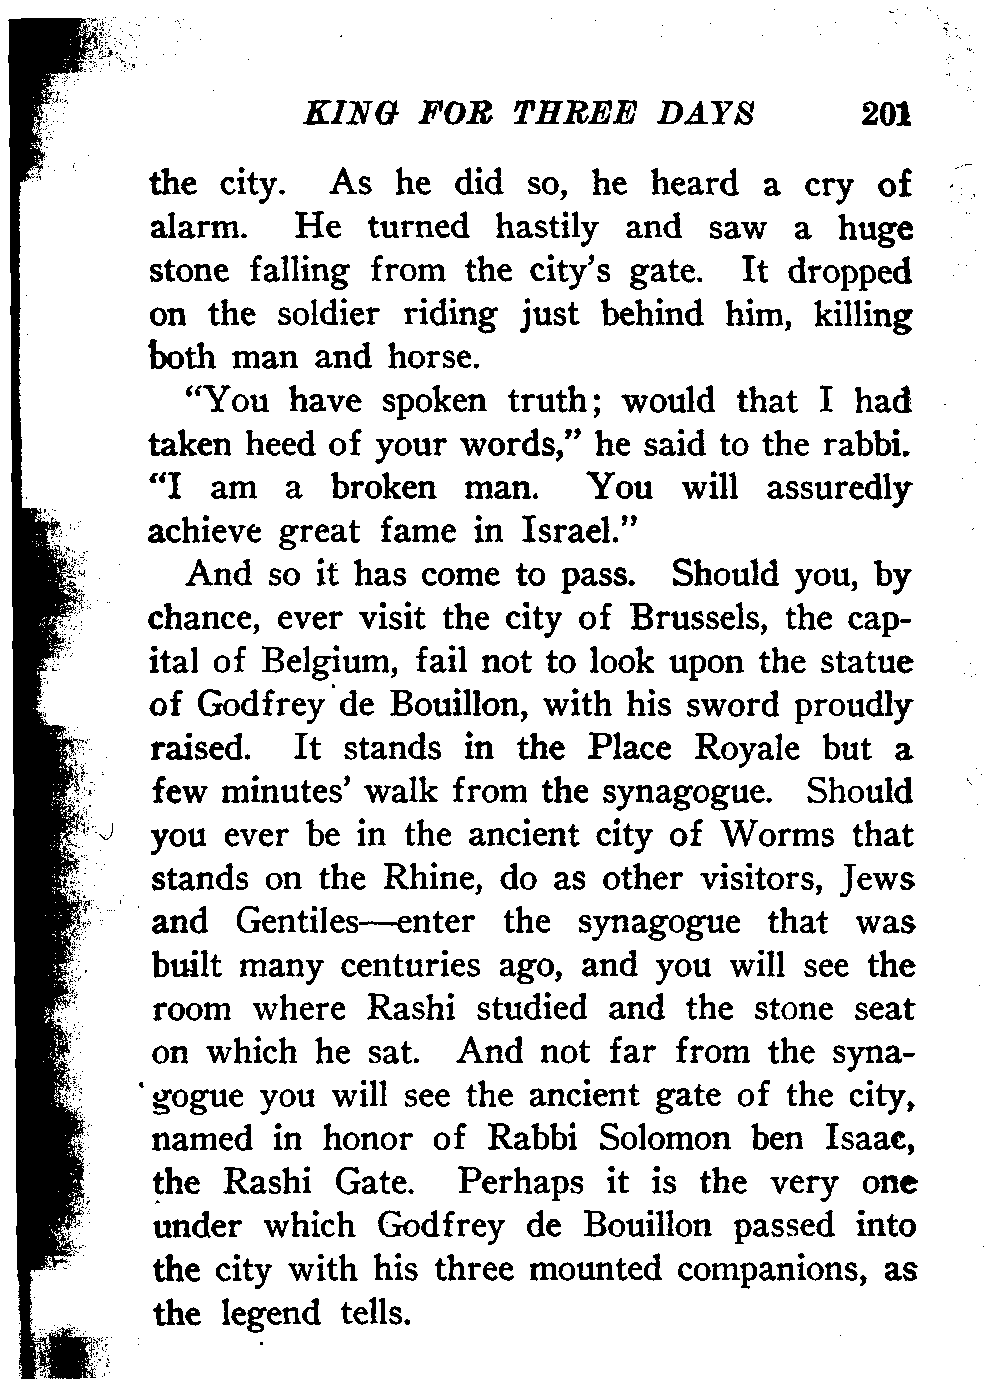 KING FOR THREE DAYS 201
the city. As he did so, he heard a cry of
alarm. He turned hastily and saw a huge
stone falling from the city's gate. It dropped
on the soldier riding just behind him, killing
both man and horse.
"You have spoken truth; would that I had
taken heed of your words," he said to the rabbi.
"I am a broken man. You will assuredly
achieve great fame in Israel."
And so it has come to pass. Should you, by
chance, ever visit the city of Brussels, the cap-
ital of Belgium, fail not to look upon the statue
of Godfrey de Bouillon, with his sword proudly
raised. It stands in the Place Royale but a
few minutes' walk from the synagogue. Should
you ever be in the ancient city of Worms that
stands on the Rhine, do as other visitors, Jews
and Gentiles—enter the synagogue that was
built many centuries ago, and you will see the
room where Rashi studied and the stone seat
on which he sat. And not far from the syna-
gogue you will see the ancient gate of the city,
named in honor of Rabbi Solomon ben Isaac,
the Rashi Gate. Perhaps it is the very one
under which Godfrey de Bouillon passed into
the city with his three mounted companions, as
the legend tells.